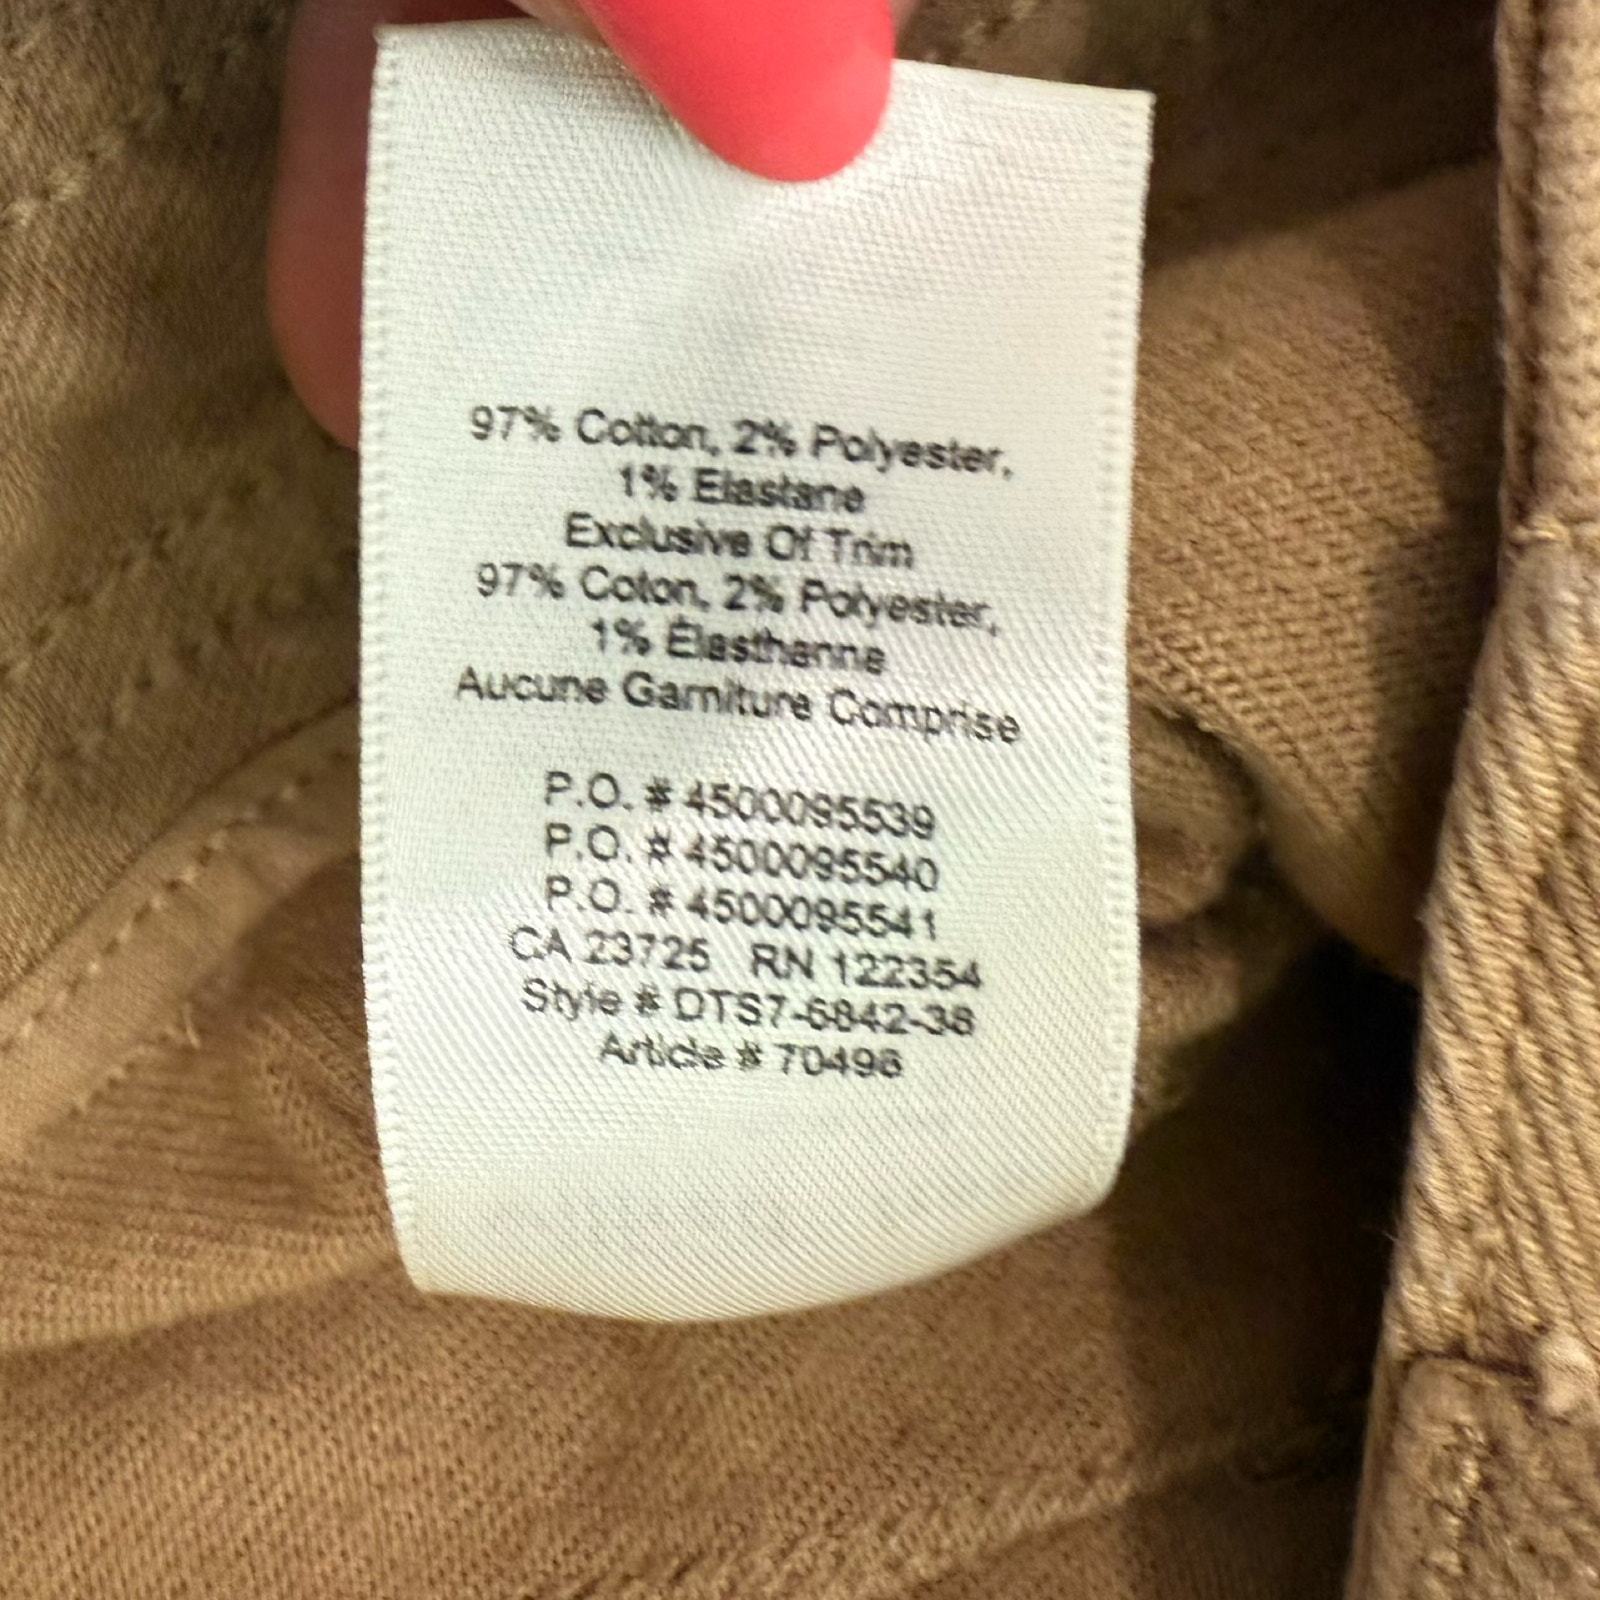 97% Cotton, 2% Polyester,
1% Elastane
Exclusive Of Trim
97% Coton, 2% Polyester,
1% Élasthanne
Aucune Garniture Comprise
P.O. # 4500095539
P.O. # 4500095540
P.O. # 4500095541
CA 23725 RN 122354
Style # DTS7-6842-38
Article # 70496